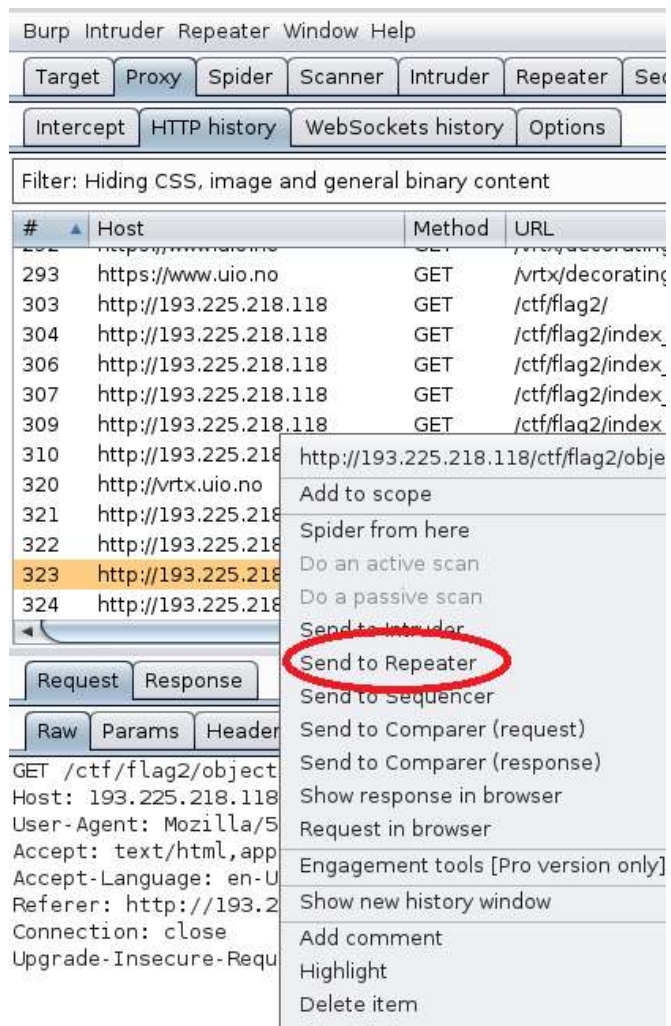 Burp Intruder Repeater Window Help
Target Proxy Spider Scanner Intruder Repeater
Intercept HTTP history WebSockets history Options
Filter: Hiding CSS, image and general binary content
# Host Method URL
293 https://www.uio.no GET /vrtx/decorating
303 http://193.225.218.118 GET /ctf/flag2/
304 http://193.225.218.118 GET /ctf/flag2/index_
306 http://193.225.218.118 GET /ctf/flag2/index_
307 http://193.225.218.118 GET /ctf/flag2/index_
309 http://193.225.218.118 GET /ctf/flag2/index
310 http://193.225.218
320 http://vrtx.uio.no
321 http://193.225.218
322 http://193.225.218
323 http://193.225.218
324 http://193.225.218
http://193.225.218.118/ctf/flag2/obje
Add to scope
Spider from here
Do an active scan
Do a passive scan
Send to Intruder
Send to Repeater
Send to Sequencer
Send to Comparer (request)
Send to Comparer (response)
Show response in browser
Request in browser
Engagement tools [Pro version only]
Show new history window
Add comment
Highlight
Delete item
Request Response
Raw Params Header
GET /ctf/flag2/object
Host: 193.225.218.118
User-Agent: Mozilla/5
Accept: text/html,app
Accept-Language: en-U
Referer: http://193.2
Connection: close
Upgrade-Insecure-Requ